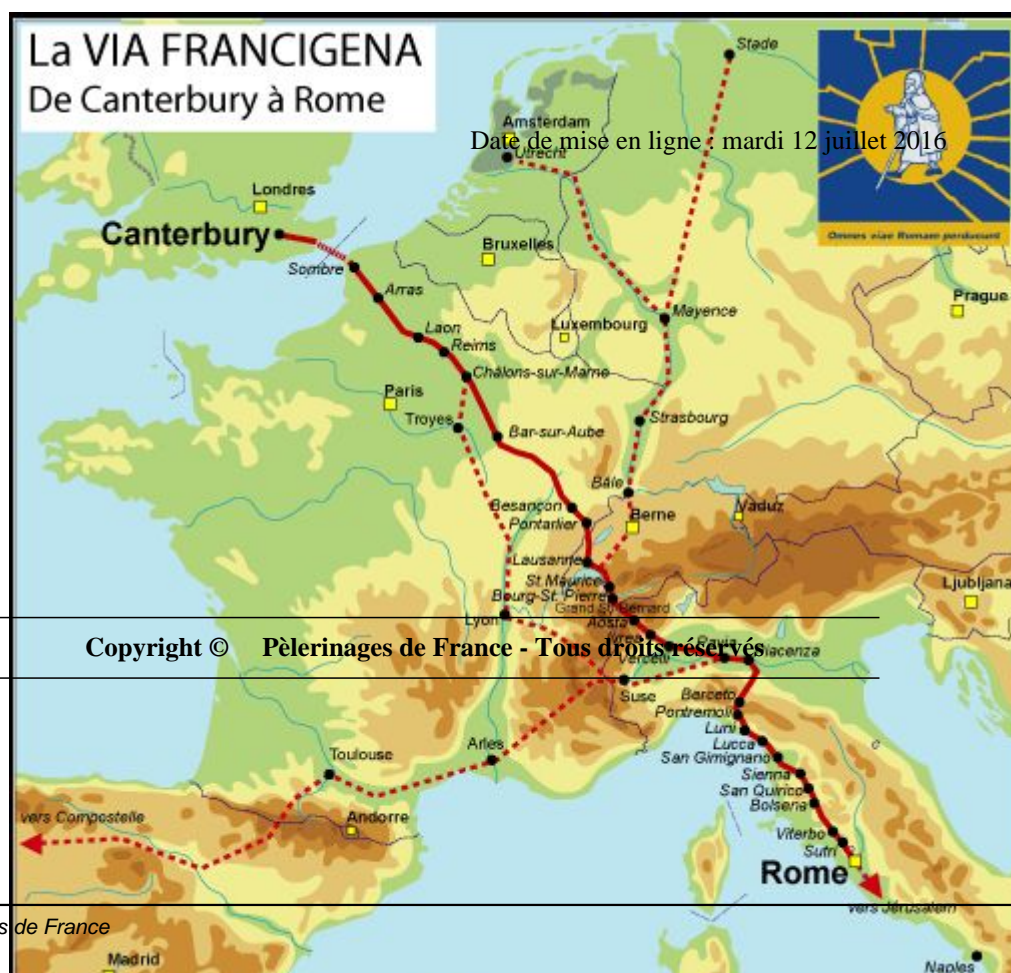 La VIA FRANCIGENA
De Canterbury à Rome
Stade
Amsterdam
Date de mise en ligne : mardi 12 juillet 2016
Utrecht
Londres
Canterbury
Bruxelles
Omnes viae Romam perducunt
Sombre
Arras
Prague
Mayence
Luxembourg
Laon
Reims
Châlons-sur-Marne
Paris
Troyes
Strasbourg
Bar-sur-Aube
Bâle
Besançon
Pontarlier
Berne
Vaduz
Lausanne
St.Maurice
Bourg-St. Pierre
Ljubljana
Grand St-Bernard
Lyon
Aosta
Ivrea
Copyright © Pèlerinages de France - Tous droits réservés
Pavia
Piacenza
Vercelli
Suse
Berceto
Pontremoli
Luni
Lucca
Arles
Toulouse
San Gimignano
Sienna
San Quirico
Bolsena
vers Compostelle
Andorre
Viterbo
Sutri
Rome
vers Jérusalem
s de France
Madrid
Naples